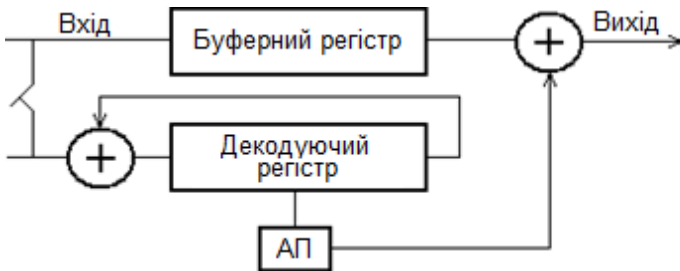 Вхід
Буферний регістр
+
Вихід
+
Декодуючий
регістр
АП